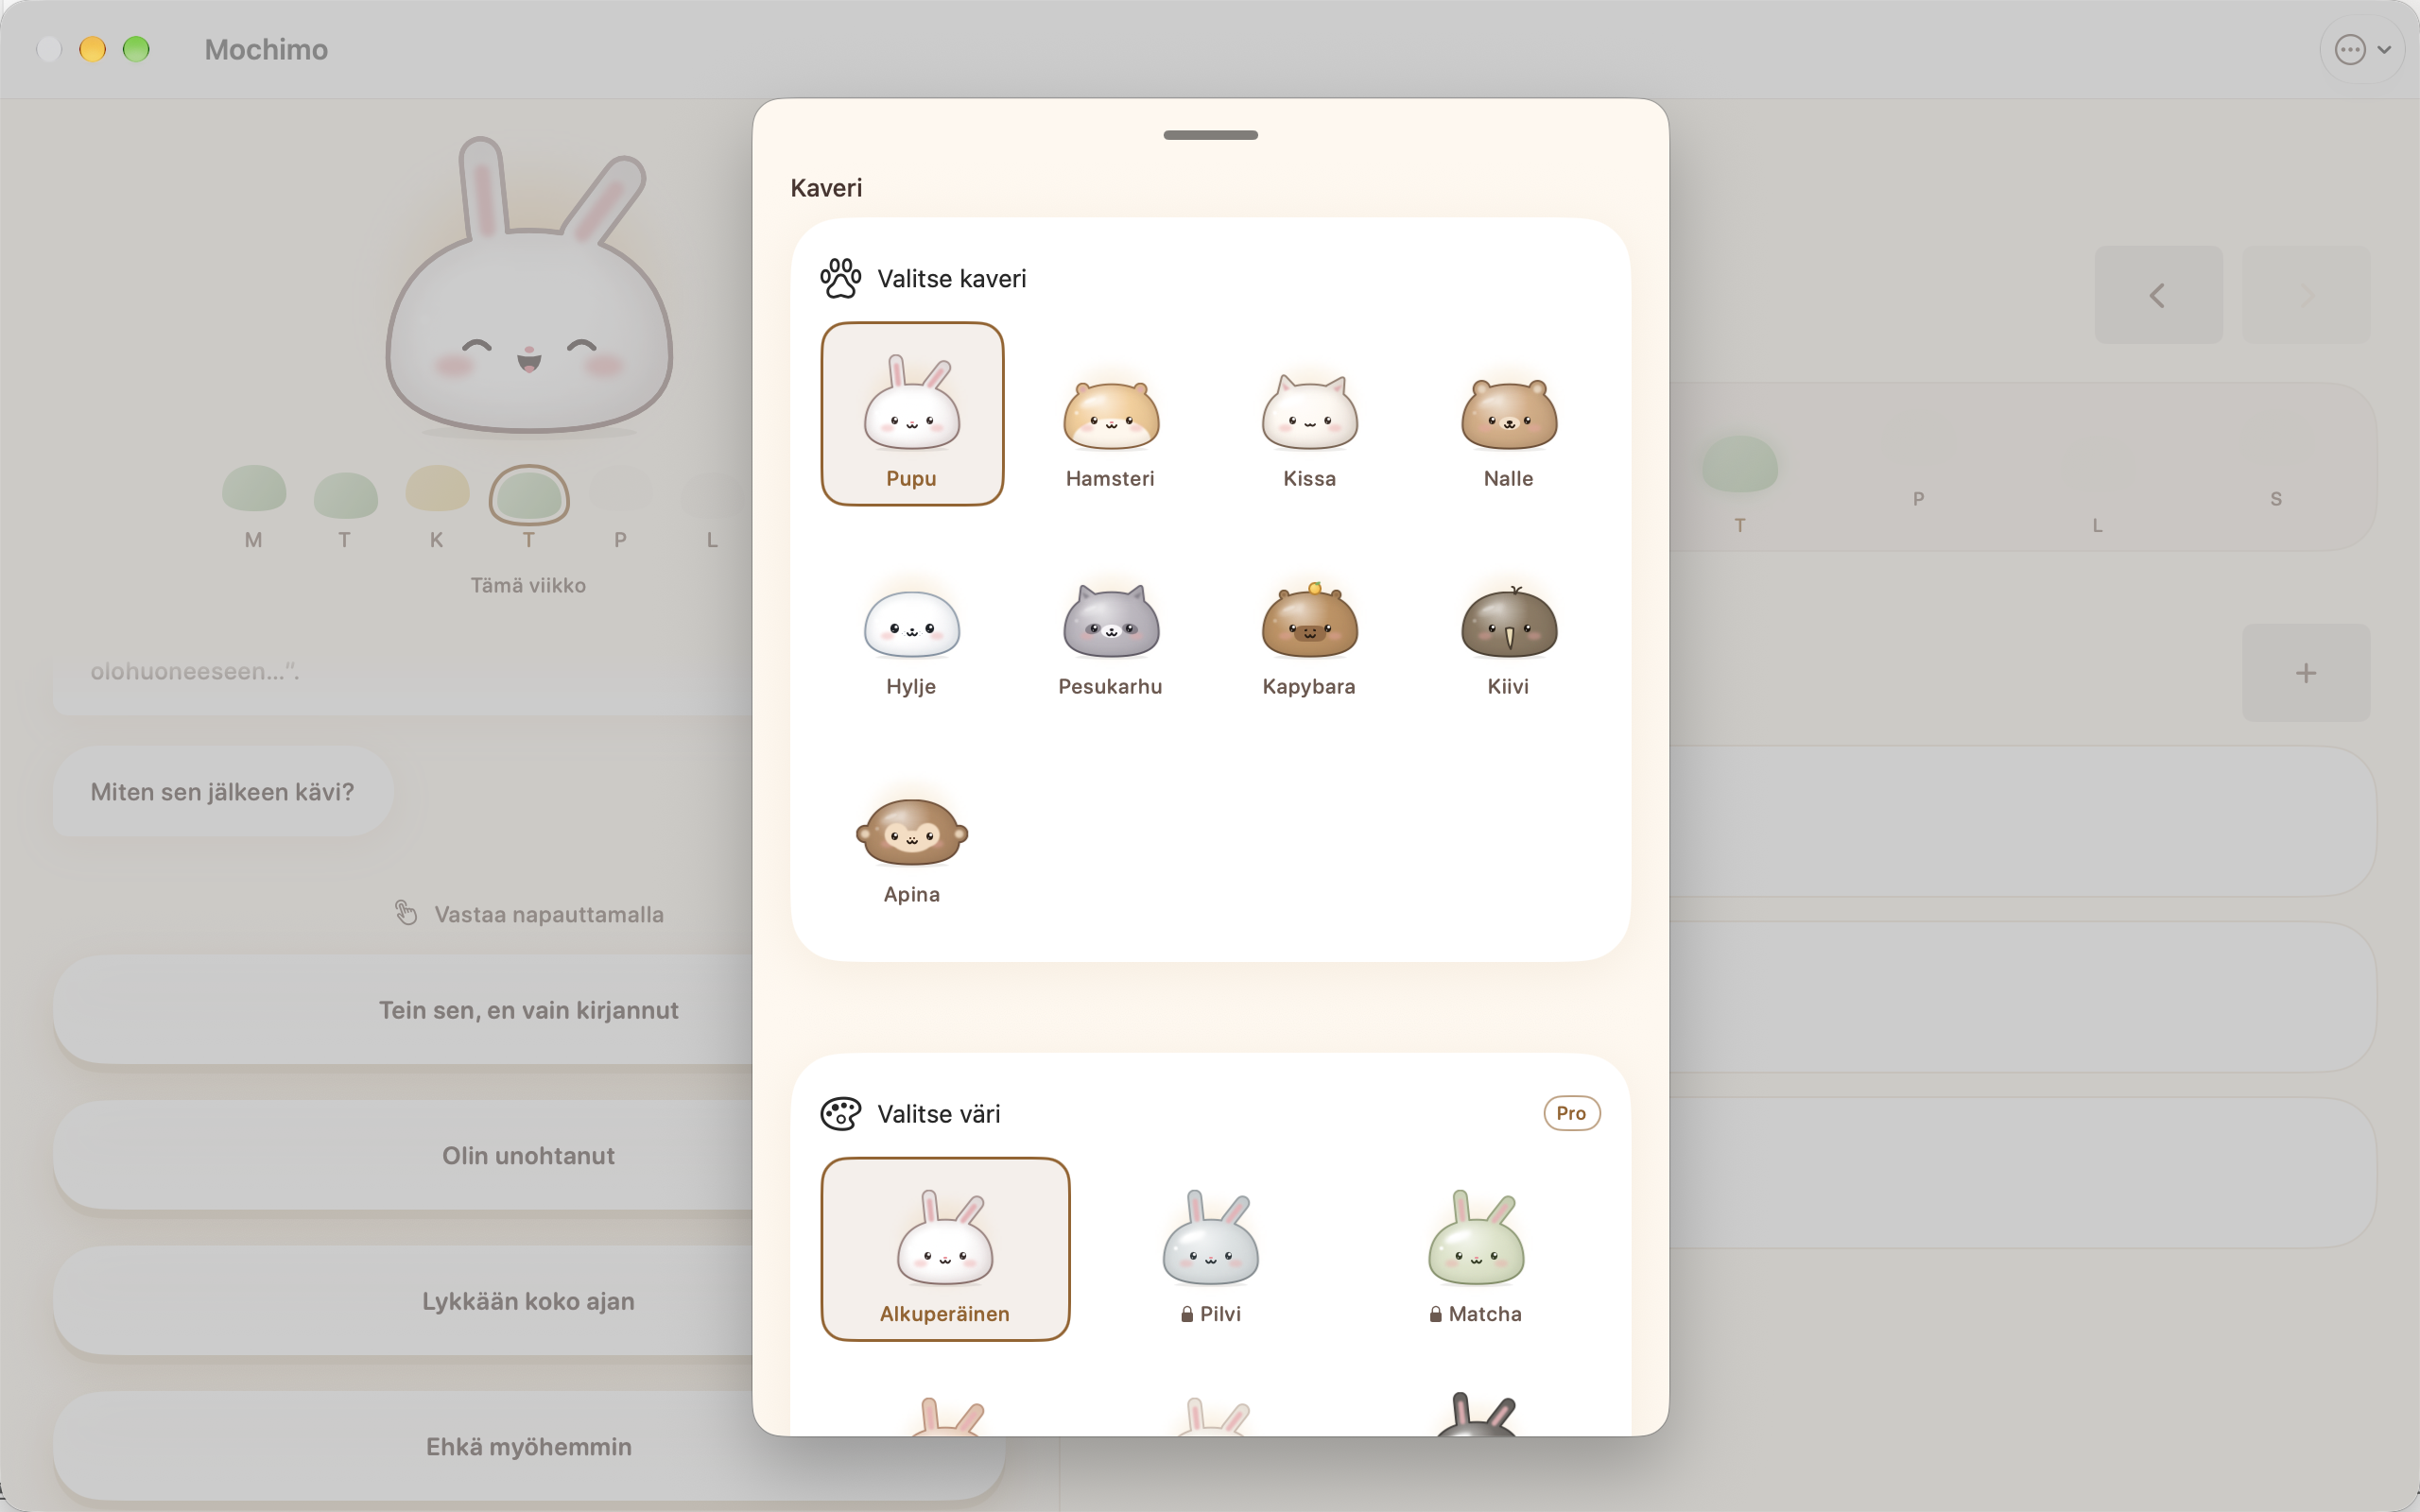 Mochimo
M T K T P L
Tämä viikko
olohuoneeseen...“.
Miten sen jälkeen kävi?
Vastaa napauttamalla
Tein sen, en vain kirjannut
Olin unohtanut
Lykkään koko ajan
Ehkä myöhemmin
Kaveri
Valitse kaveri
Pupu Hamsteri Kissa Nalle
Hylje Pesukarhu Kapybara Kiivi
Apina
Valitse väri Pro
Alkuperäinen Pilvi Matcha
T P L S